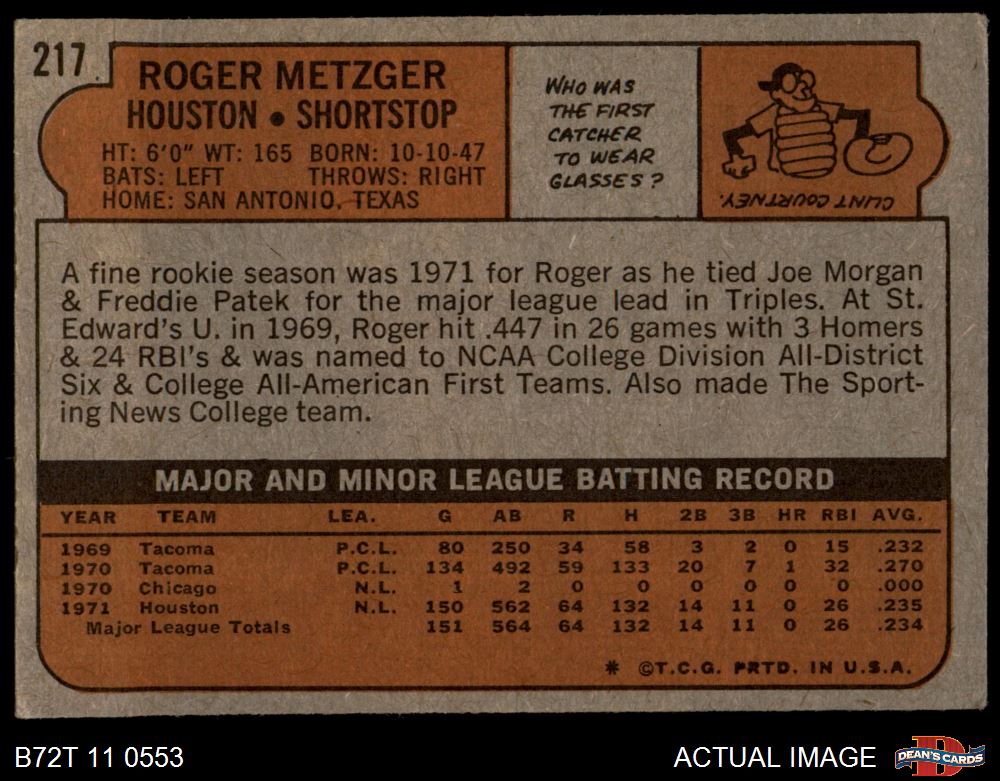 217
ROGER METZGER
HOUSTON • SHORTSTOP
HT: 6'0" WT: 165 BORN: 10-10-47
BATS: LEFT THROWS: RIGHT
HOME: SAN ANTONIO, TEXAS
WHO WAS
THE FIRST
CATCHER
TO WEAR
GLASSES?
CLINT COURTNEY.
A fine rookie season was 1971 for Roger as he tied Joe Morgan
& Freddie Patek for the major league lead in Triples. At St.
Edward's U. in 1969, Roger hit .447 in 26 games with 3 Homers
& 24 RBI's & was named to NCAA College Division All-District
Six & College All-American First Teams. Also made The Sport-
ing News College team.
MAJOR AND MINOR LEAGUE BATTING RECORD
YEAR TEAM LEA. G AB R H 2B 3B HR RBI AVG.
1969 Tacoma P.C.L. 80 250 34 58 3 2 0 15 .232
1970 Tacoma P.C.L. 134 492 59 133 20 7 1 32 .270
1970 Chicago N.L. 1 2 0 0 0 0 0 0 .000
1971 Houston N.L. 150 562 64 132 14 11 0 26 .235
Major League Totals 151 564 64 132 14 11 0 26 .234
* ©T.C.G. PRTD. IN U.S.A.
B72T 11 0553
ACTUAL IMAGE
D
DEAN'S CARDS